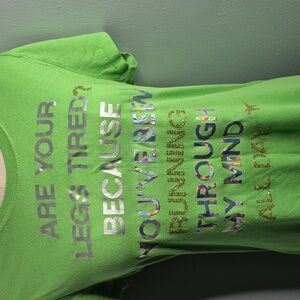 ARE YOUR
LEGS TIRED?
BECAUSE
YOU'VE BEEN
RUNNING
THROUGH
MY MIND
ALL DAY